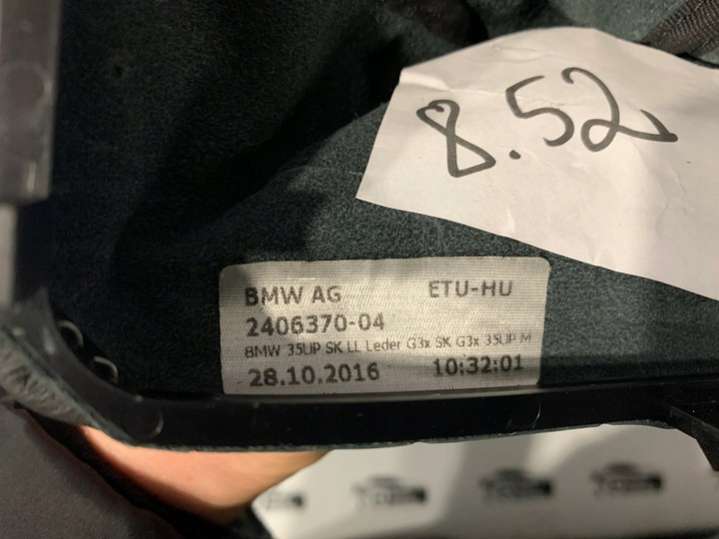 8.52
BMW AG ETU-HU
2406370-04
BMW 35UP SK LL Leder G3x SK G3x 35UP M
28.10.2016 10:32:01